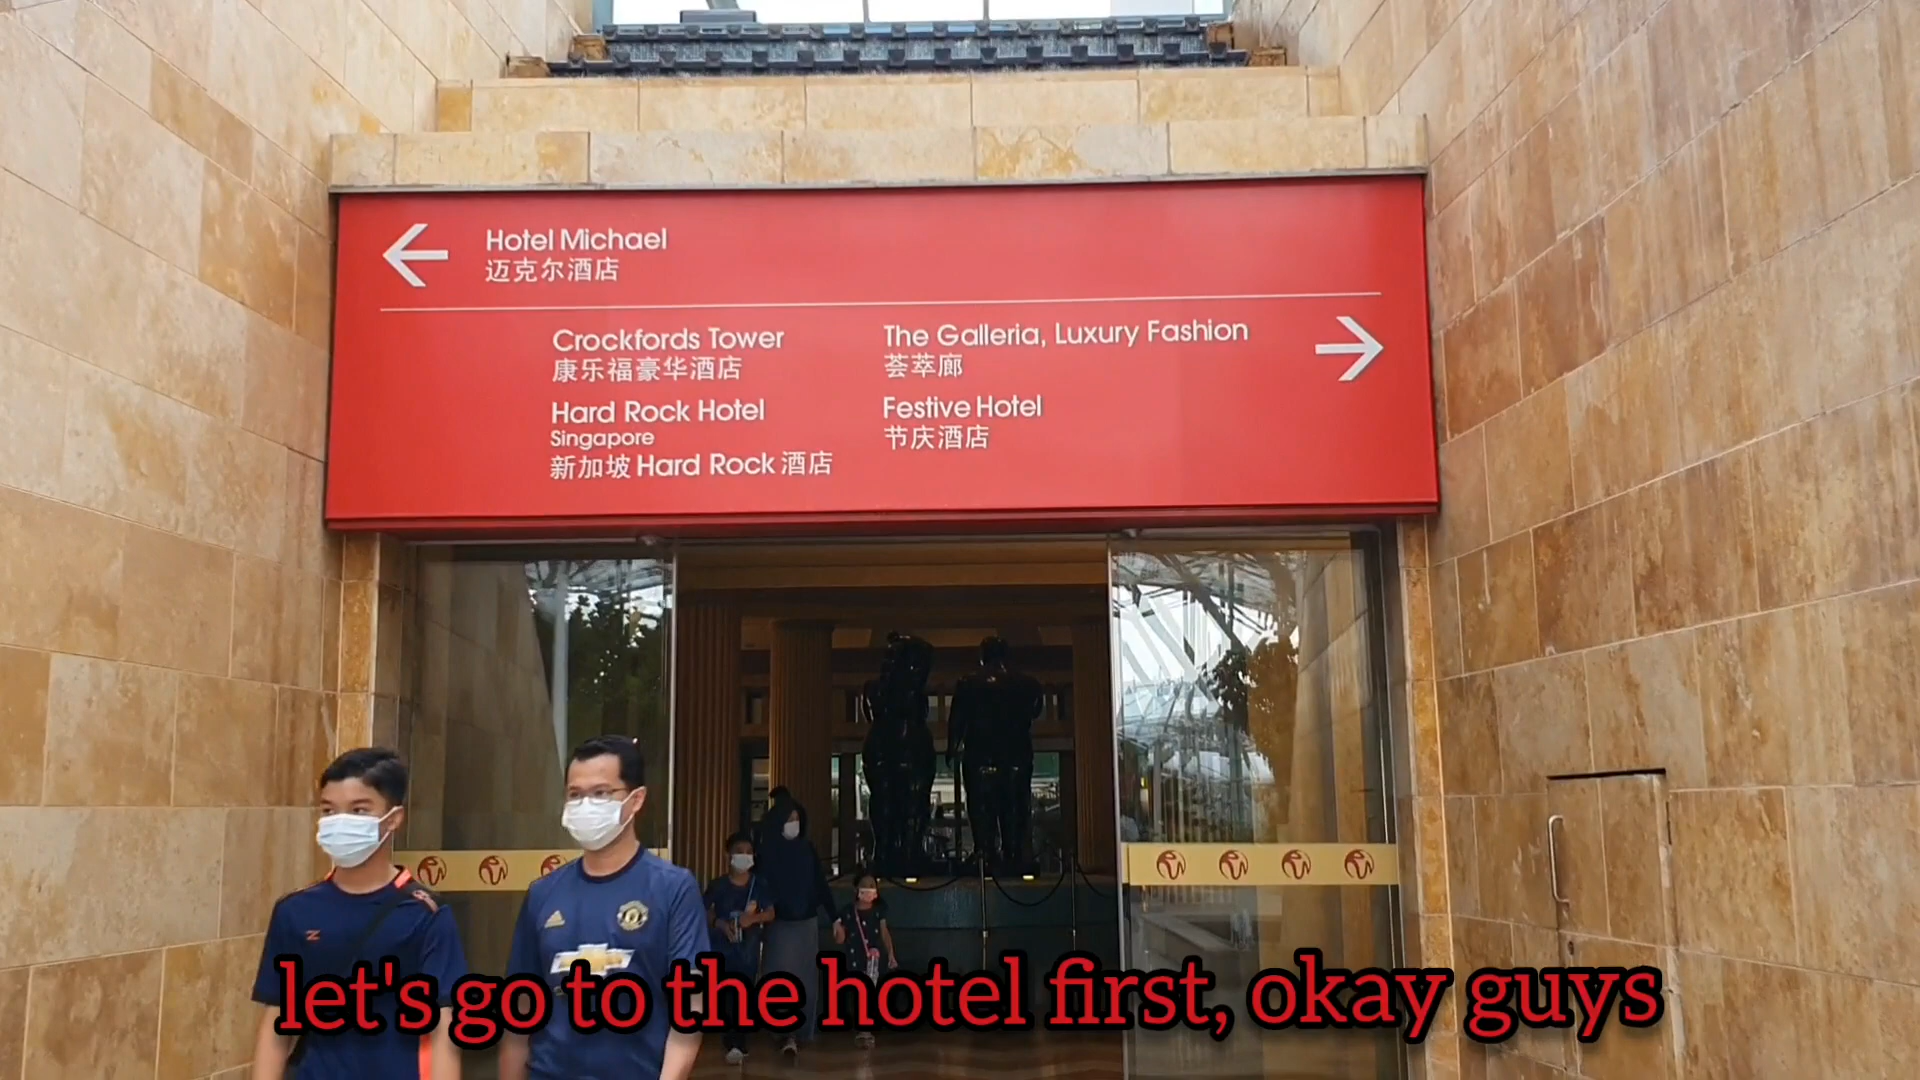 Hotel Michael
迈克尔酒店
Crockfords Tower
康乐福豪华酒店
Hard Rock Hotel
Singapore
新加坡 Hard Rock 酒店
The Galleria, Luxury Fashion
荟萃廊
Festive Hotel
节庆酒店
let's go to the hotel first, okay guys